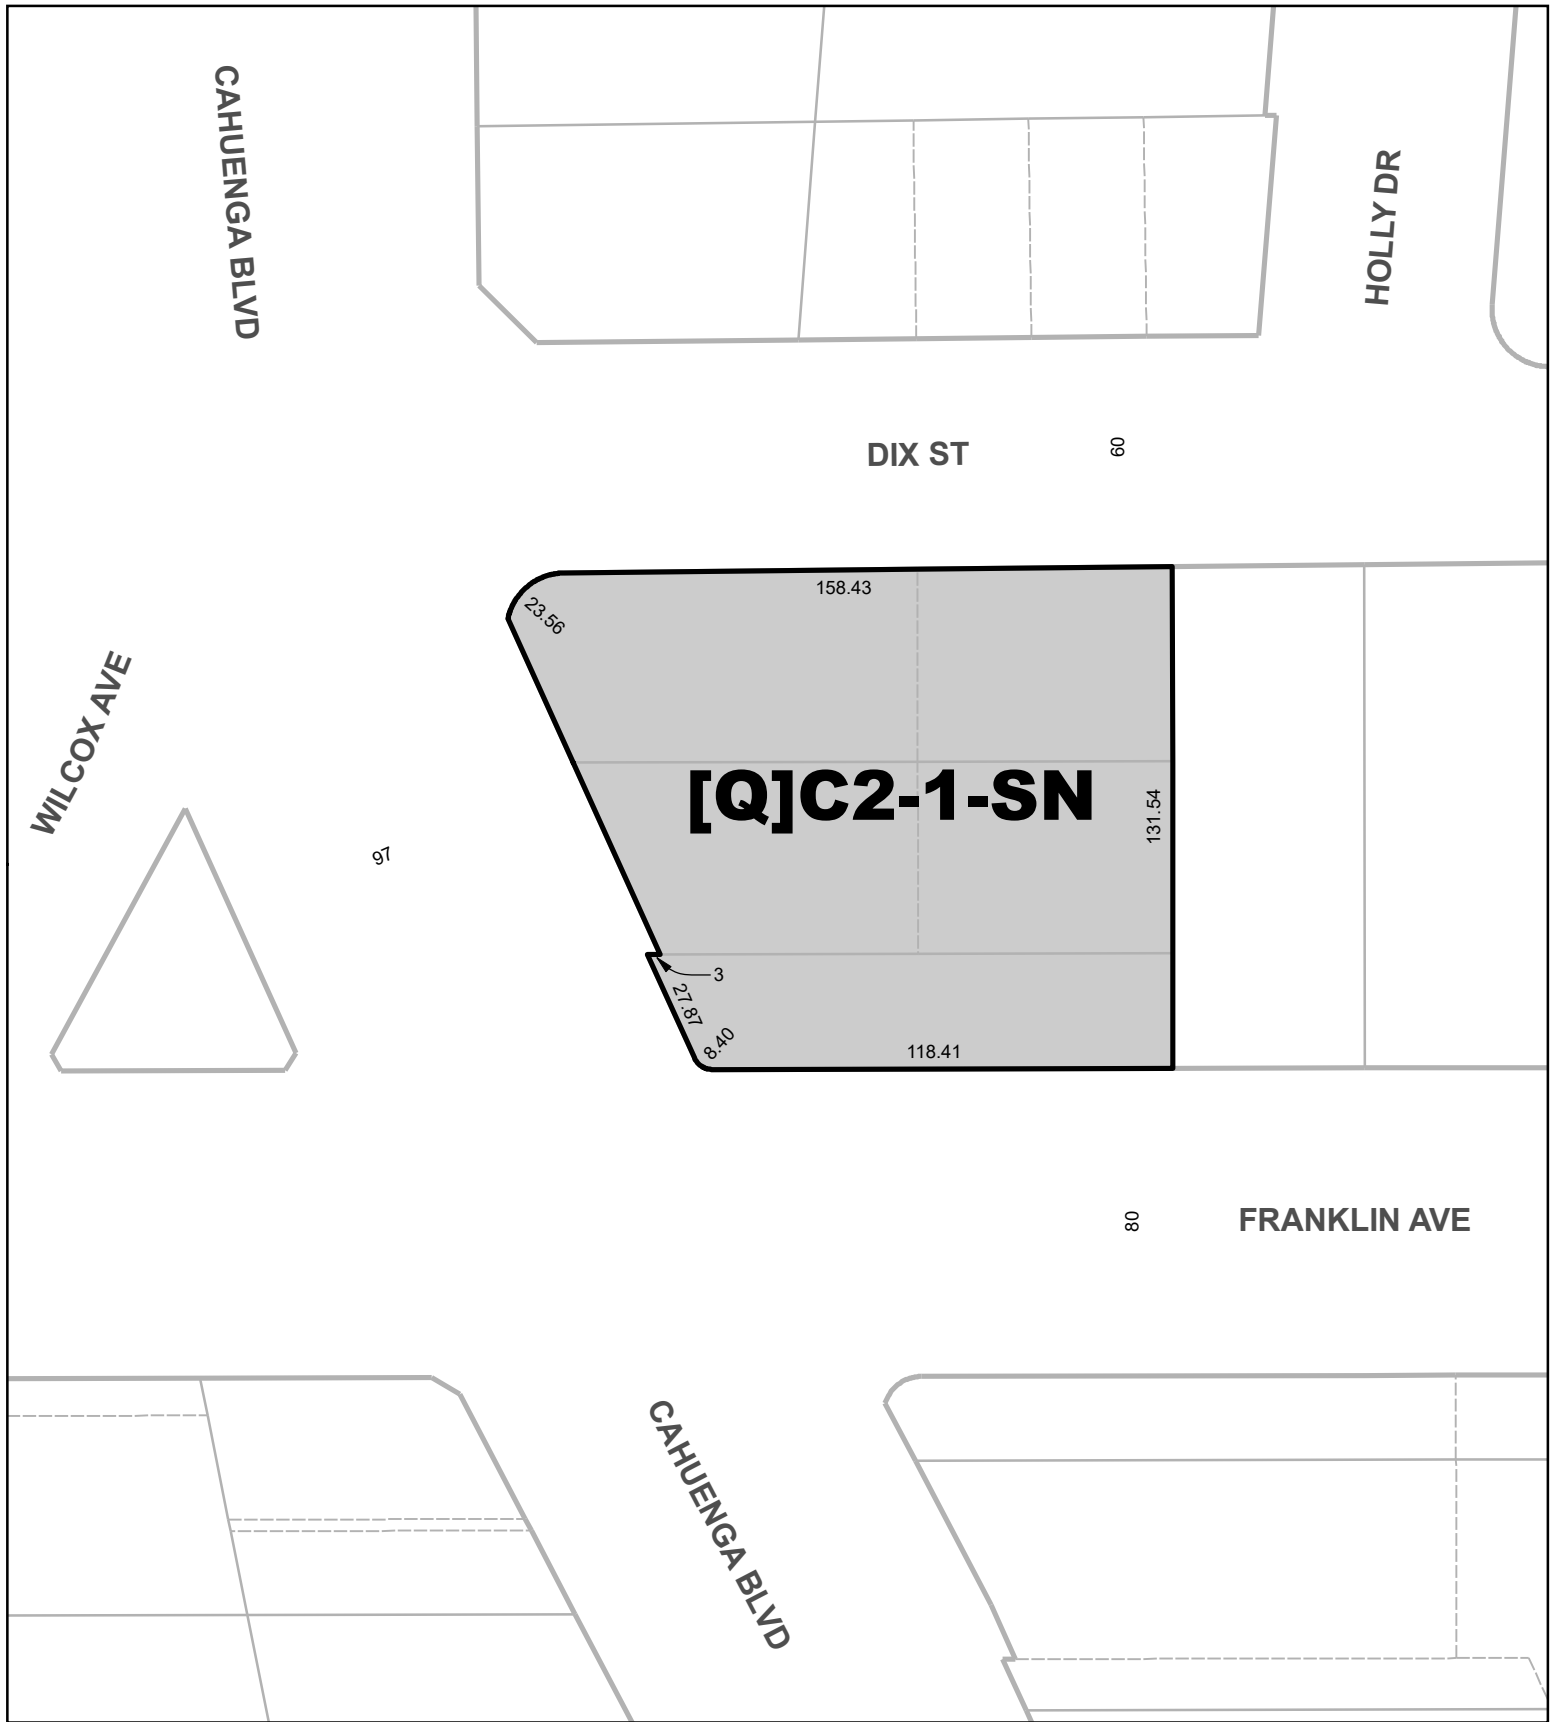 CAHUENGA BLVD
HOLLY DR
DIX ST
60
158.43
23.56
WILCOX AVE
[Q]C2-1-SN
131.54
97
3
27.87
8.40
118.41
80
FRANKLIN AVE
CAHUENGA BLVD